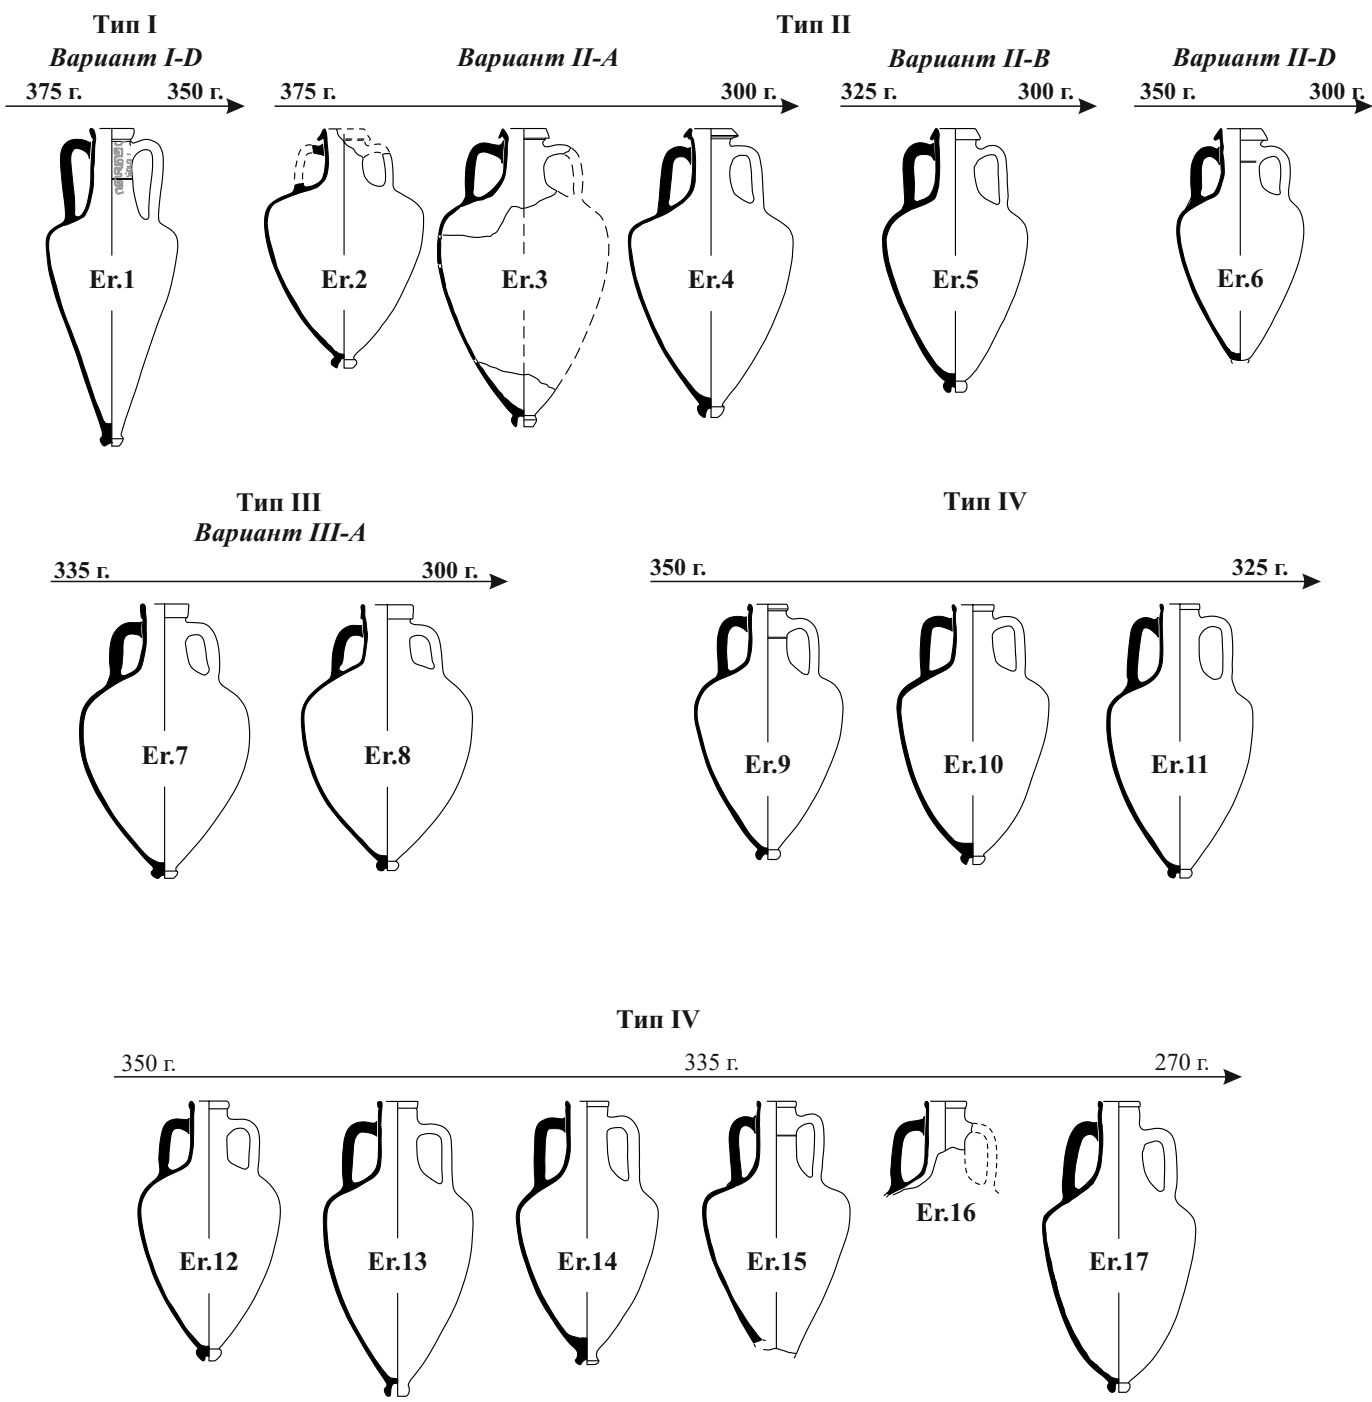 Тип I
Вариант I-D
375 г. 350 г.
Тип II
Вариант II-A
375 г. 300 г.
Вариант II-B
325 г. 300 г.
Вариант II-D
350 г. 300 г.
Er.1
Er.2
Er.3
Er.4
Er.5
Er.6
Тип III
Вариант III-A
335 г. 300 г.
Тип IV
350 г. 325 г.
Er.7
Er.8
Er.9
Er.10
Er.11
Тип IV
350 г. 335 г. 270 г.
Er.12
Er.13
Er.14
Er.15
Er.16
Er.17